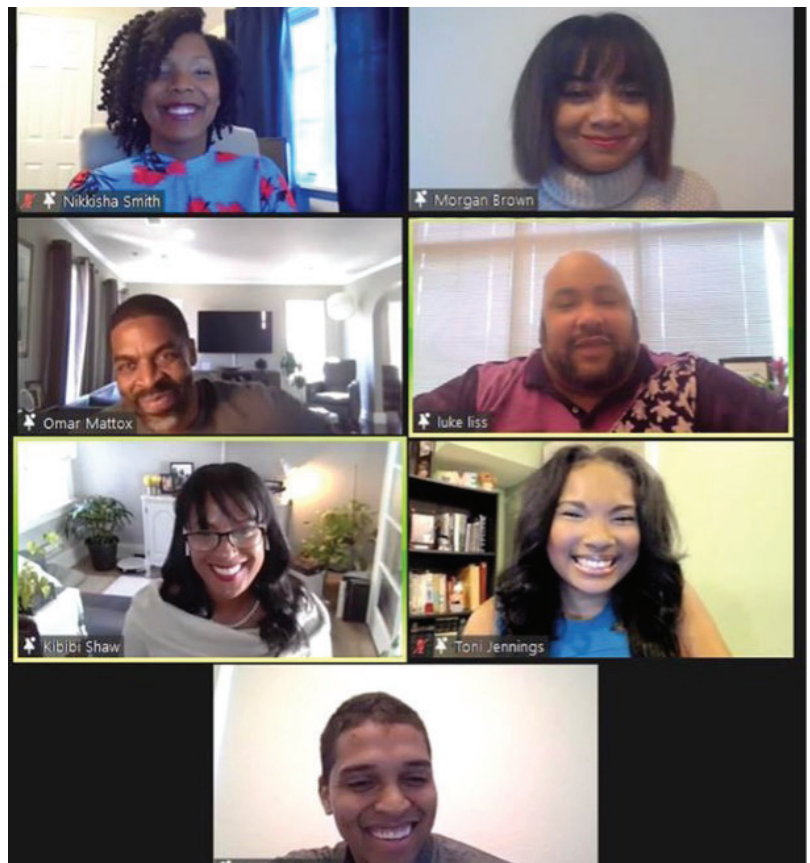 Nikkisha Smith
Morgan Brown
Omar Mattox
luke liss
Kibibi Shaw
Toni Jennings